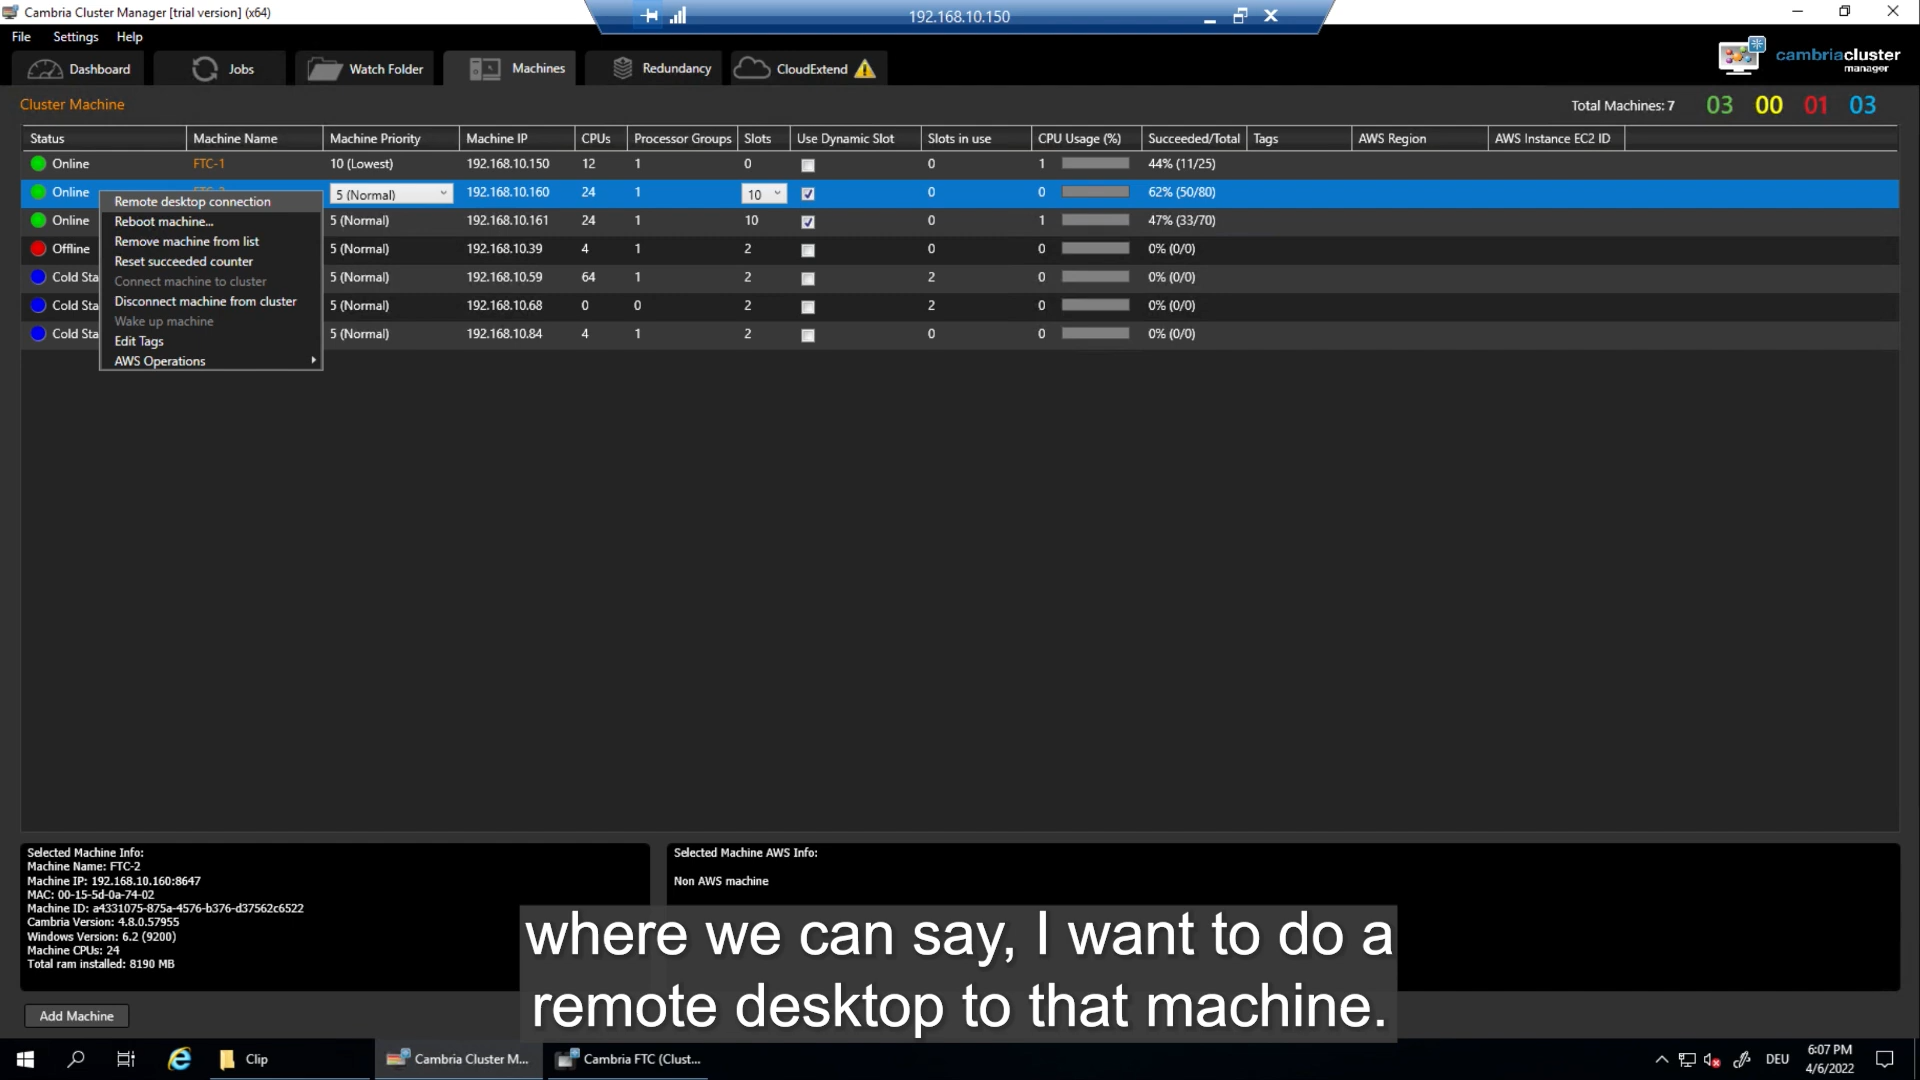 Cambria Cluster Manager [trial version] (x64)
192.168.10.150
File Settings Help
Dashboard Jobs Watch Folder Machines Redundancy CloudExtend
cambriacluster
manager
Cluster Machine
Total Machines: 7 03 00 01 03
Status Machine Name Machine Priority Machine IP CPUs Processor Groups Slots Use Dynamic Slot Slots in use CPU Usage (%) Succeeded/Total Tags AWS Region AWS Instance EC2 ID
Online FTC-1 10 (Lowest) 192.168.10.150 12 1 0 0 1 44% (11/25)
Online 5 (Normal) 192.168.10.160 24 1 10 0 0 62% (50/80)
Online 5 (Normal) 192.168.10.161 24 1 10 0 1 47% (33/70)
Offline 5 (Normal) 192.168.10.39 4 1 2 0 0 0% (0/0)
Cold Sta 5 (Normal) 192.168.10.59 64 1 2 2 0 0% (0/0)
Cold Sta 5 (Normal) 192.168.10.68 0 0 2 2 0 0% (0/0)
Cold Sta 5 (Normal) 192.168.10.84 4 1 2 0 0 0% (0/0)
Remote desktop connection
Reboot machine...
Remove machine from list
Reset succeeded counter
Connect machine to cluster
Disconnect machine from cluster
Wake up machine
Edit Tags
AWS Operations
Selected Machine Info:
Machine Name: FTC-2
Machine IP: 192.168.10.160:8647
MAC: 00-15-5d-0a-74-02
Machine ID: a4331075-875a-4576-b376-d37562c6522
Cambria Version: 4.8.0.57955
Windows Version: 6.2 (9200)
Machine CPUs: 24
Total ram installed: 8190 MB
Selected Machine AWS Info:
Non AWS machine
where we can say, I want to do a
remote desktop to that machine.
Add Machine
Clip Cambria Cluster M... Cambria FTC (Clust... DEU 6:07 PM
4/6/2022